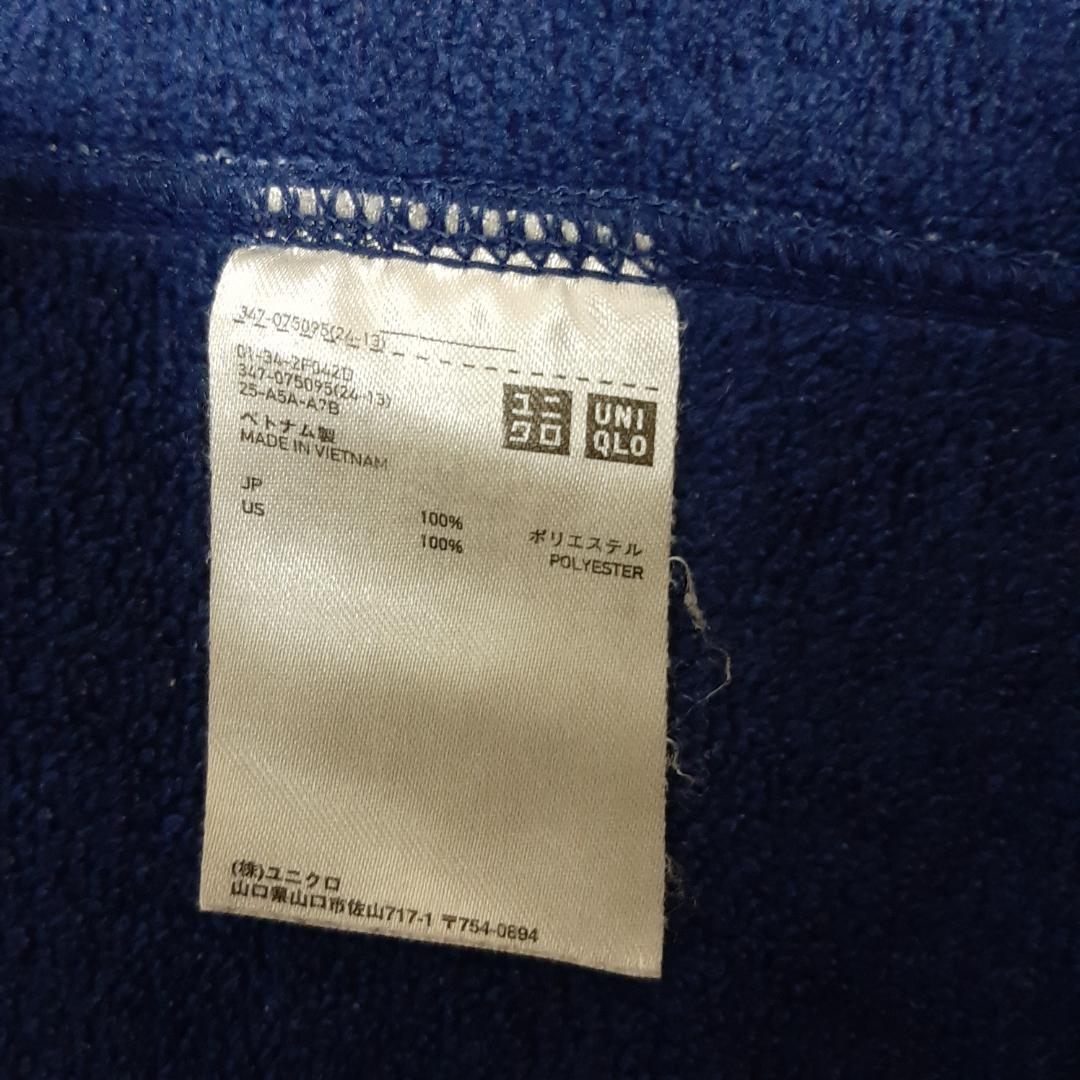 347-075095(24-13)
01-34-2F042D
347-075095(24-13)
25-A5A-A7B
ベトナム製
MADE IN VIETNAM
ユニクロ
UNIQLO
JP 100% ポリエステル
US 100% POLYESTER
(株)ユニクロ
山口県山口市佐山717-1 〒754-0894